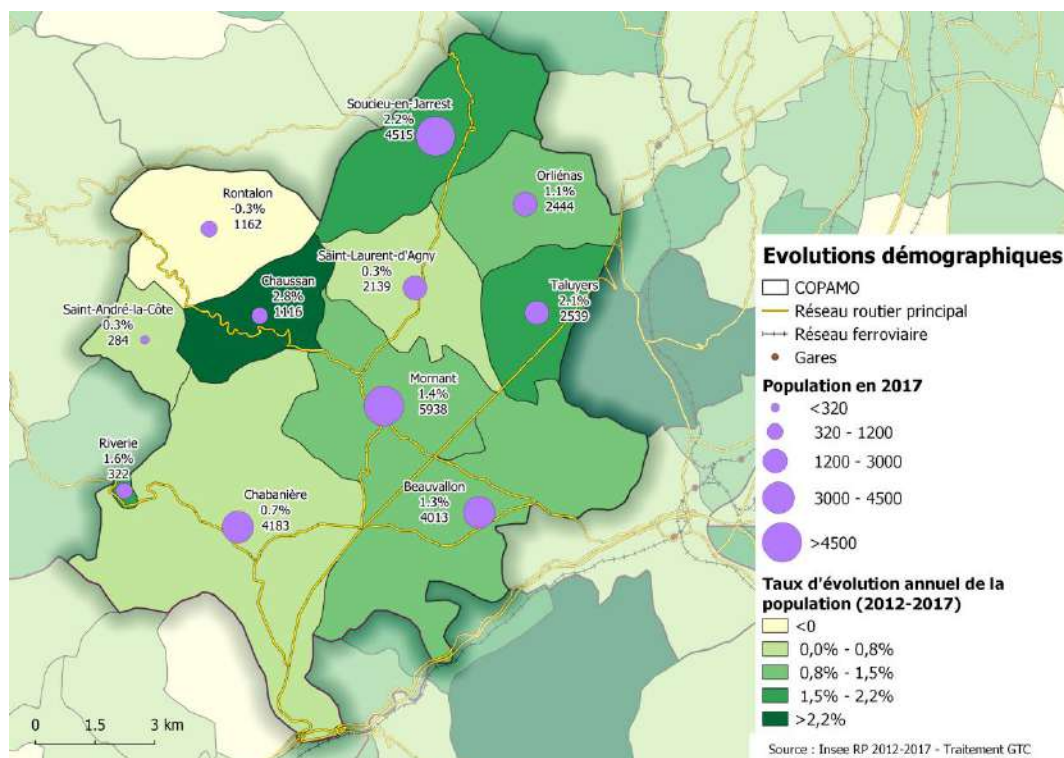 Soucieu-en-Jarrest
2.2%
4515
Orliénas
1.1%
2444
Rontalon
-0.3%
1162
Saint-Laurent-d'Agny
0.3%
2139
Chaussan
2.8%
1116
Taluyers
2.1%
2539
Saint-André-la-Côte
0.3%
284
Mornant
1.4%
5938
Riverie
1.6%
322
Chabanière
0.7%
4183
Beauvallon
1.3%
4013
0 1.5 3 km
Evolutions démographiques
COPAMO
Réseau routier principal
Réseau ferroviaire
Gares
Population en 2017
<320
320 - 1200
1200 - 3000
3000 - 4500
>4500
Taux d'évolution annuel de la
population (2012-2017)
<0
0,0% - 0,8%
0,8% - 1,5%
1,5% - 2,2%
>2,2%
Source : Insee RP 2012-2017 - Traitement GTC